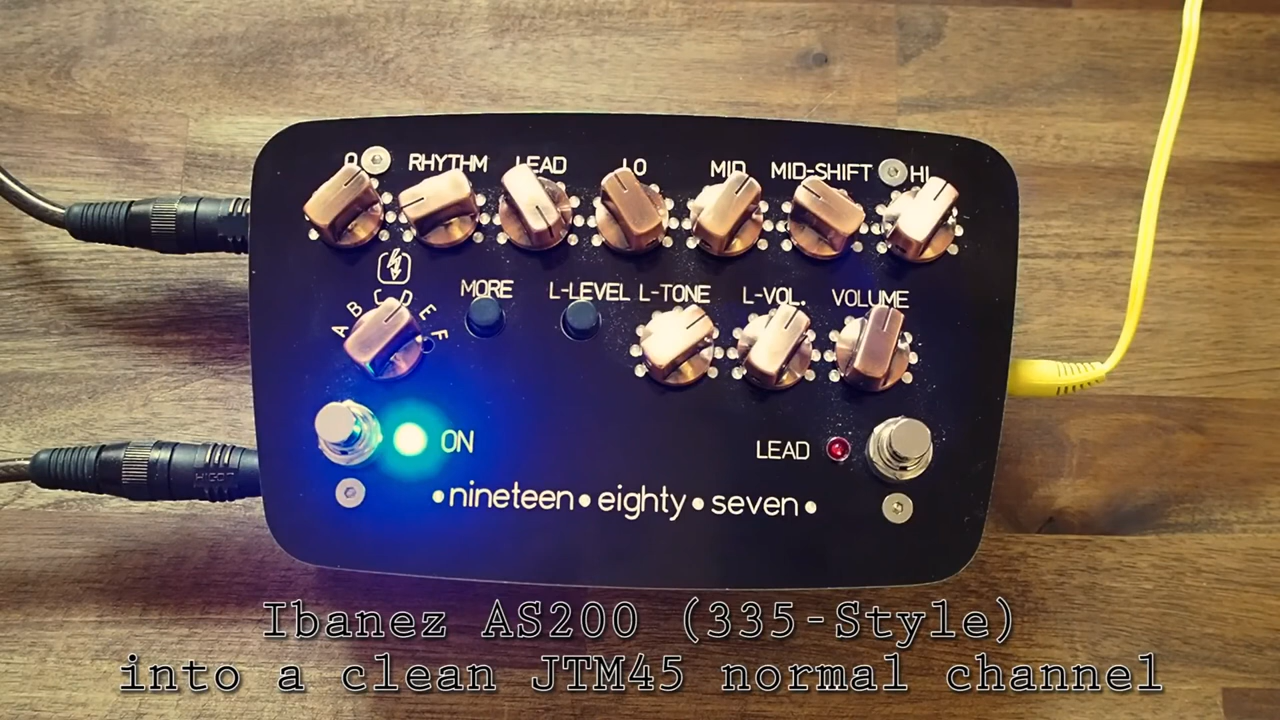 RHYTHM LEAD LO MID MID-SHIFT HI
A B C D E F
MORE L-LEVEL L-TONE L-VOL. VOLUME
ON
LEAD
•nineteen•eighty•seven•
Ibanez AS200 (335-Style)
into a clean JTM45 normal channel